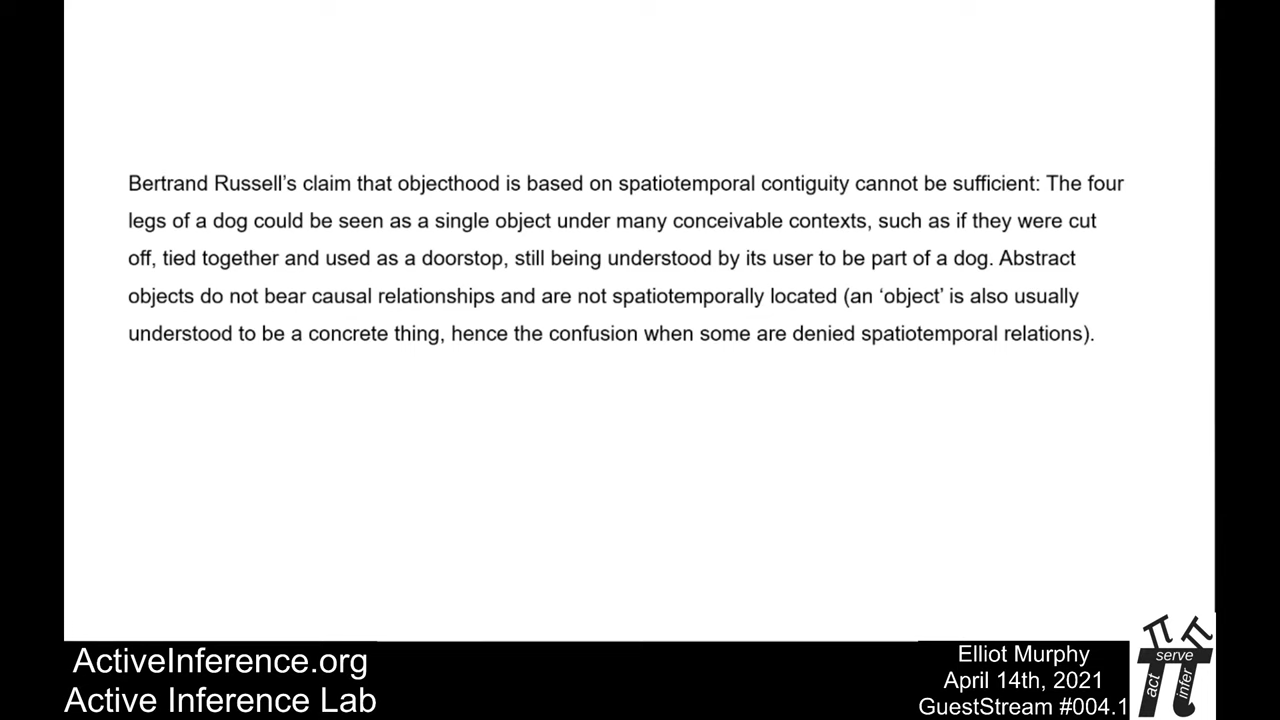 Bertrand Russell’s claim that objecthood is based on spatiotemporal contiguity cannot be sufficient: The four
legs of a dog could be seen as a single object under many conceivable contexts, such as if they were cut
off, tied together and used as a doorstop, still being understood by its user to be part of a dog. Abstract
objects do not bear causal relationships and are not spatiotemporally located (an ‘object’ is also usually
understood to be a concrete thing, hence the confusion when some are denied spatiotemporal relations).
ActiveInference.org
Active Inference Lab
Elliot Murphy
April 14th, 2021
GuestStream #004.1
serve
act
infer